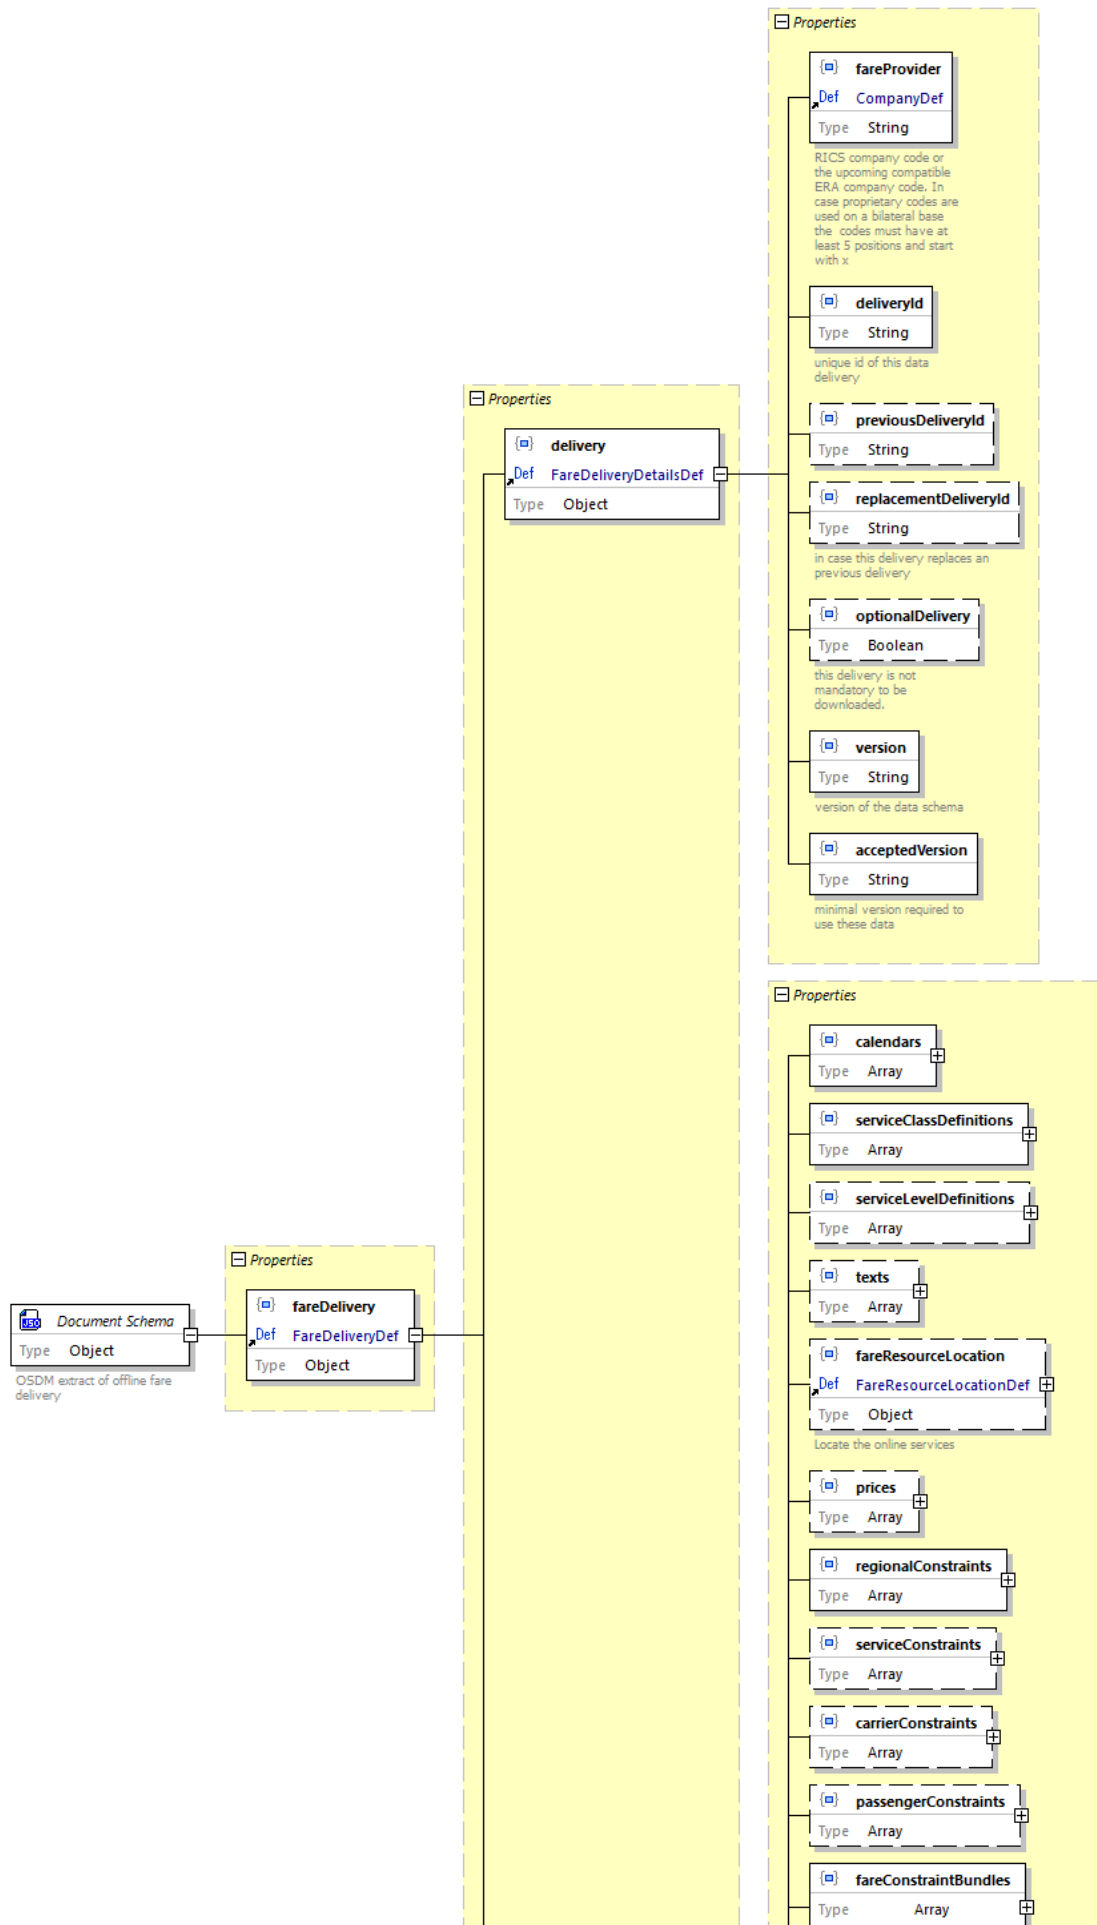 Properties
fareProvider
Def CompanyDef
Type String
RICS company code or
the upcoming compatible
ERA company code. In
case proprietary codes are
used on a bilateral base
the codes must have at
least 5 positions and start
with x
deliveryId
Type String
unique id of this data
delivery
previousDeliveryId
Type String
replacementDeliveryId
Type String
in case this delivery replaces an
previous delivery
optionalDelivery
Type Boolean
this delivery is not
mandatory to be
downloaded.
version
Type String
version of the data schema
acceptedVersion
Type String
minimal version required to
use these data
Properties
delivery
Def FareDeliveryDetailsDef
Type Object
Properties
fareDelivery
Def FareDeliveryDef
Type Object
JSO Document Schema
Type Object
OSDM extract of offline fare
delivery
Properties
calendars
Type Array
serviceClassDefinitions
Type Array
serviceLevelDefinitions
Type Array
texts
Type Array
fareResourceLocation
Def FareResourceLocationDef
Type Object
Locate the online services
prices
Type Array
regionalConstraints
Type Array
serviceConstraints
Type Array
carrierConstraints
Type Array
passengerConstraints
Type Array
fareConstraintBundles
Type Array